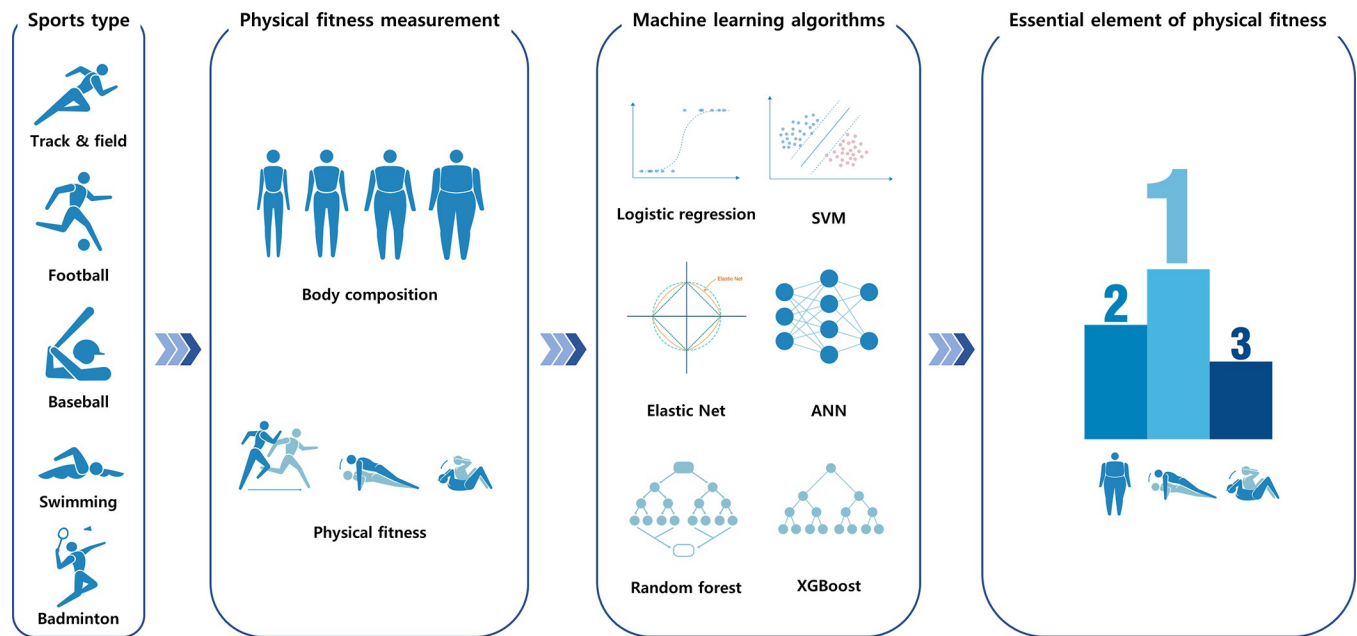 Sports type
Track & field
Football
Baseball
Swimming
Badminton
Physical fitness measurement
Body composition
Physical fitness
Machine learning algorithms
Logistic regression
SVM
Elastic Net
Elastic Net
ANN
Random forest
XGBoost
Essential element of physical fitness
1
2
3